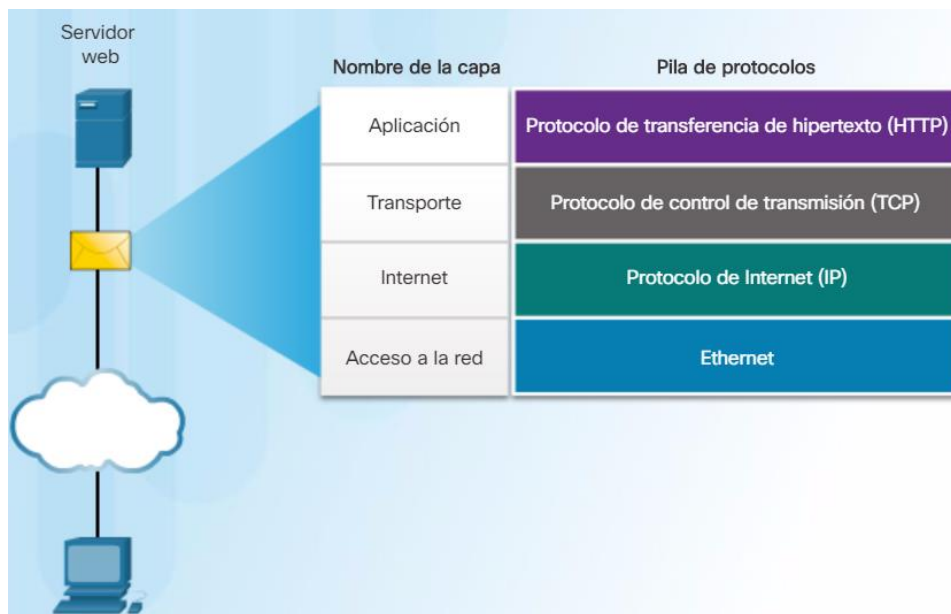 Servidor
web
Nombre de la capa
Pila de protocolos
Aplicación
Protocolo de transferencia de hipertexto (HTTP)
Transporte
Protocolo de control de transmisión (TCP)
Internet
Protocolo de Internet (IP)
Acceso a la red
Ethernet